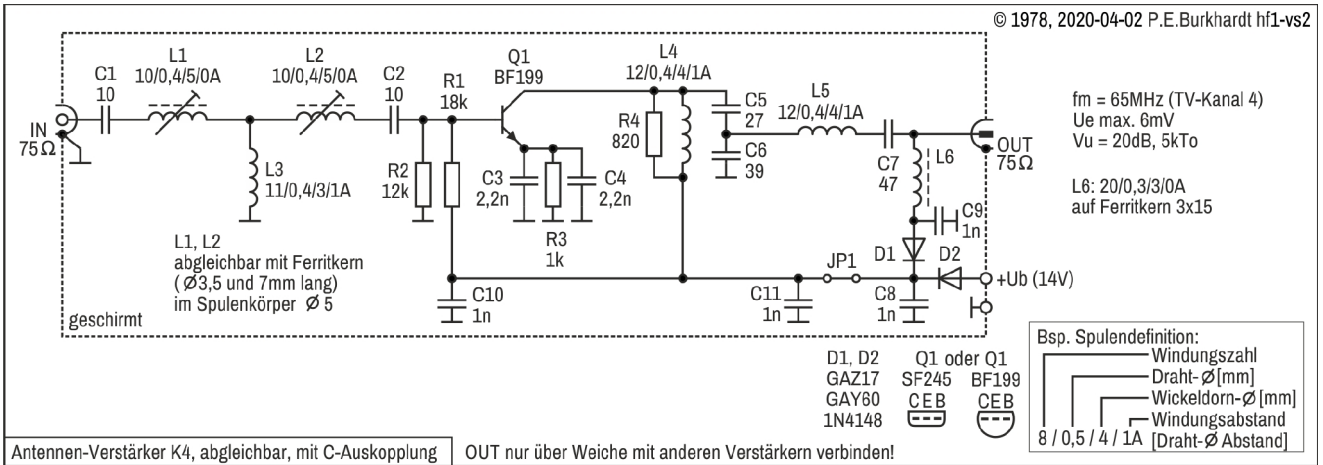 © 1978, 2020-04-02 P.E.Burkhardt hf1-vs2
L1
10/0,4/5/0A
L2
10/0,4/5/0A
C1
10
C2
10
R1
18k
Q1
BF199
L4
12/0,4/4/1A
R4
820
C5
27
L5
12/0,4/4/1A
C6
39
IN
75Ω
L3
11/0,4/3/1A
R2
12k
C3
2,2n
C4
2,2n
R3
1k
C7
47
L6
OUT
75Ω
C9
1n
D1
D2
JP1
+Ub (14V)
C10
1n
C11
1n
C8
1n
fm = 65MHz (TV-Kanal 4)
Ue max. 6mV
Vu = 20dB, 5kTo
L6: 20/0,3/3/0A
auf Ferritkern 3x15
L1, L2
abgleichbar mit Ferritkern
(Ø3,5 und 7mm lang)
im Spulenkörper Ø 5
geschirmt
D1, D2
GAZ17
GAY60
1N4148
Q1 oder Q1
SF245 BF199
CEB CEB
Bsp. Spulendefinition:
Windungszahl
Draht-Ø[mm]
Wickeldorn-Ø[mm]
Windungsabstand
8 / 0,5 / 4 / 1A [Draht-Ø Abstand]
Antennen-Verstärker K4, abgleichbar, mit C-Auskopplung
OUT nur über Weiche mit anderen Verstärkern verbinden!